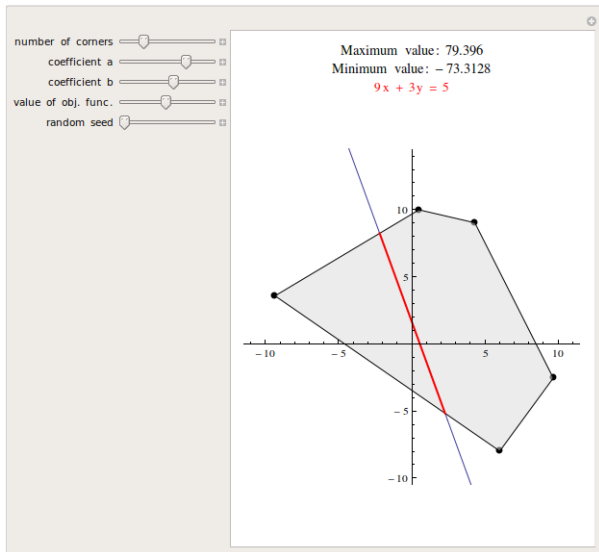 number of corners
coefficient a
coefficient b
value of obj. func.
random seed
Maximum value: 79.396
Minimum value: – 73.3128
9 x + 3 y = 5
10
5
– 10
– 5
5
10
– 5
– 10